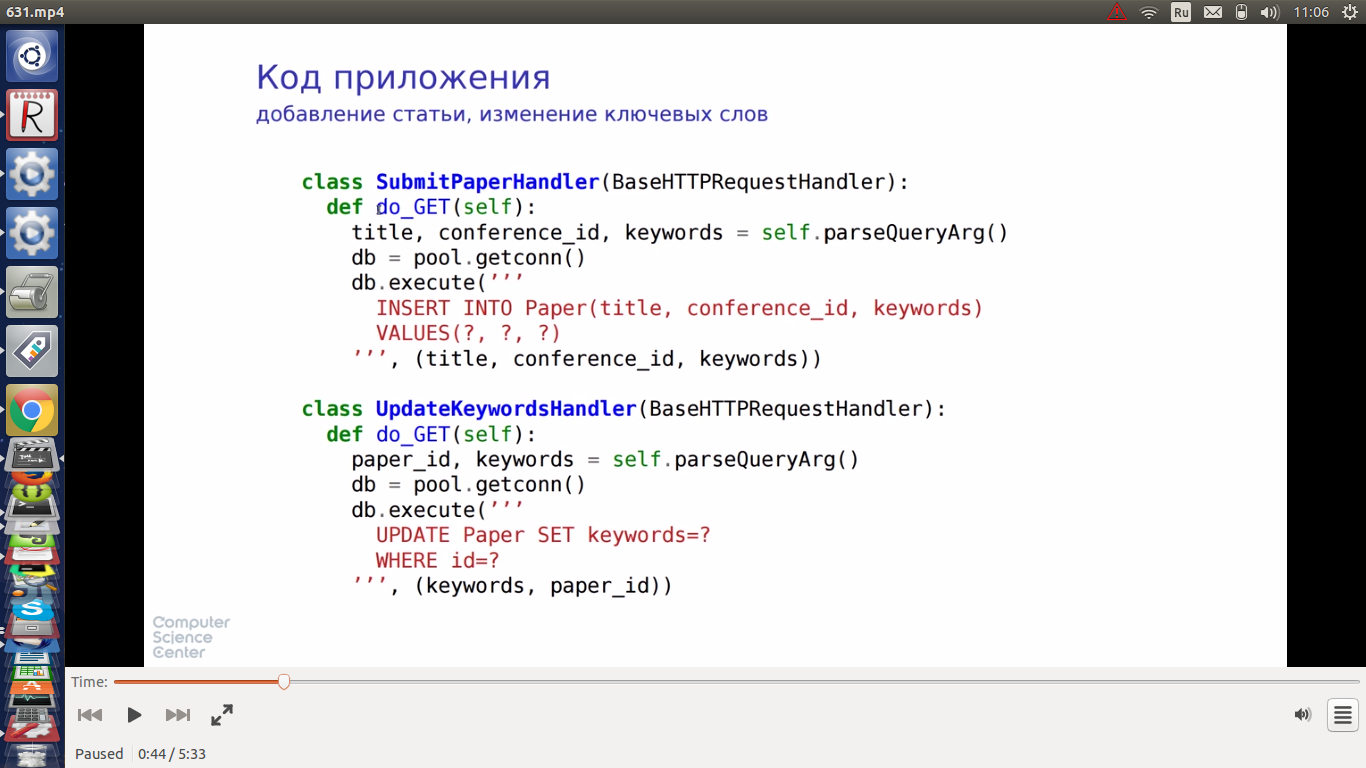 631.mp4
Ru
11:06
Код приложения
добавление статьи, изменение ключевых слов
class SubmitPaperHandler(BaseHTTPRequestHandler):
  def do_GET(self):
    title, conference_id, keywords = self.parseQueryArg()
    db = pool.getconn()
    db.execute(’’’
      INSERT INTO Paper(title, conference_id, keywords)
      VALUES(?, ?, ?)
    ’’’, (title, conference_id, keywords))
class UpdateKeywordsHandler(BaseHTTPRequestHandler):
  def do_GET(self):
    paper_id, keywords = self.parseQueryArg()
    db = pool.getconn()
    db.execute(’’’
      UPDATE Paper SET keywords=?
      WHERE id=?
    ’’’, (keywords, paper_id))
Computer
Science
Center
Time:
Paused
0:44 / 5:33